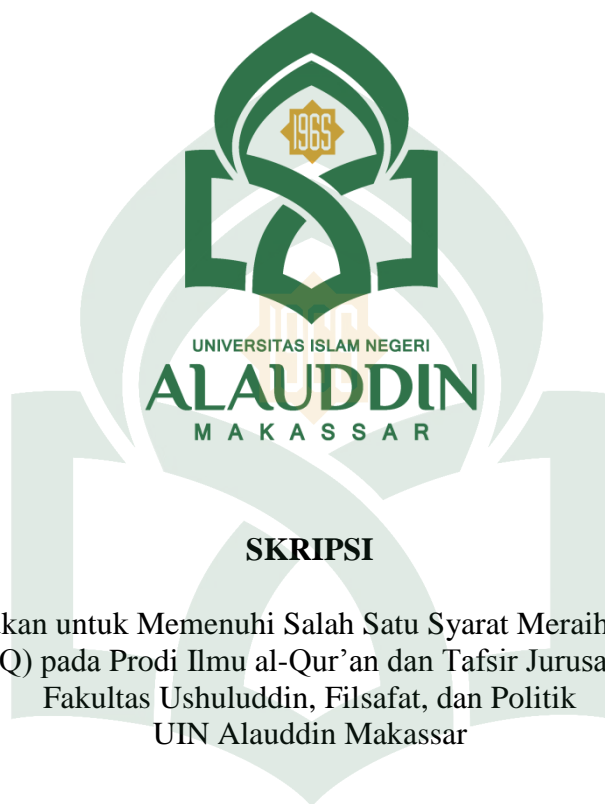 1965
UNIVERSITAS ISLAM NEGERI
ALAUDDIN
MAKASSAR
SKRIPSI
kan untuk Memenuhi Salah Satu Syarat Meraih
Q) pada Prodi Ilmu al-Qur’an dan Tafsir Jurusa
Fakultas Ushuluddin, Filsafat, dan Politik
UIN Alauddin Makassar